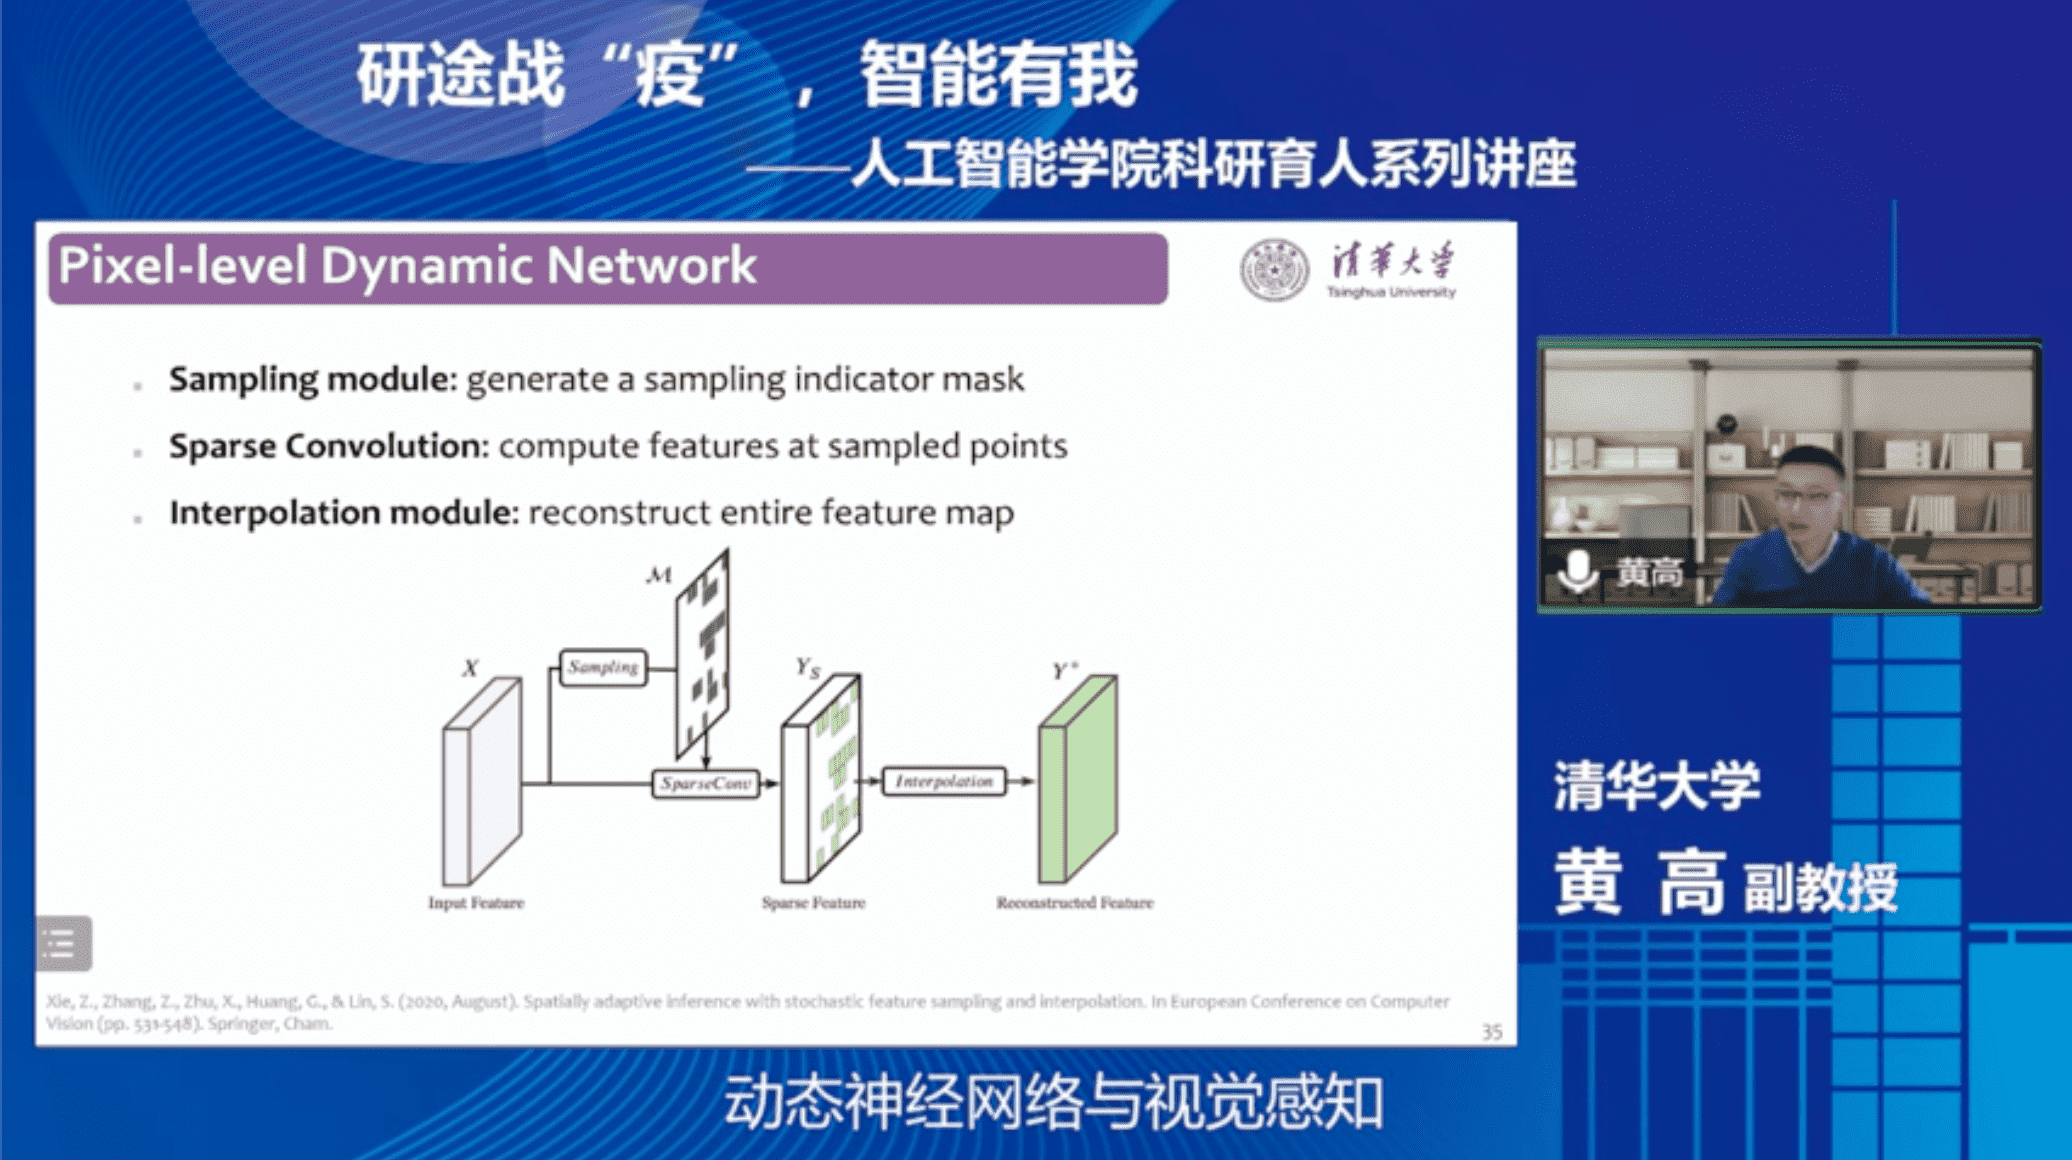 研途战“疫”，智能有我
——人工智能学院科研育人系列讲座
Pixel-level Dynamic Network
清华大学
Tsinghua University
Sampling module: generate a sampling indicator mask
Sparse Convolution: compute features at sampled points
Interpolation module: reconstruct entire feature map
M
X
Sampling
Y_S
Y*
SparseConv
Interpolation
Input Feature
Sparse Feature
Reconstructed Feature
Xie, Z., Zhang, Z., Zhu, X., Huang, G., & Lin, S. (2020, August). Spatially adaptive inference with stochastic feature sampling and interpolation. In European Conference on Computer
Vision (pp. 531-548). Springer, Cham.
35
黄高
清华大学
黄 高 副教授
动态神经网络与视觉感知